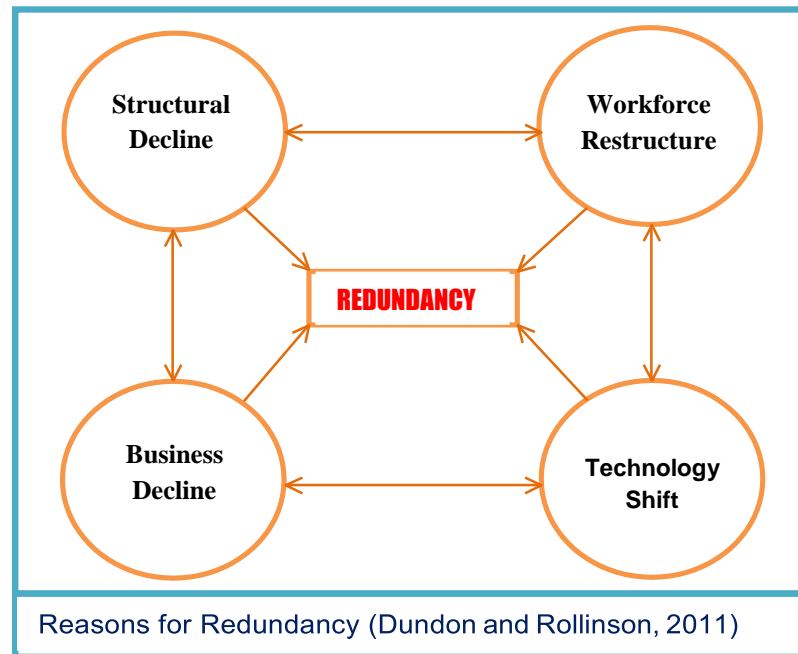 Structural
Decline
Workforce
Restructure
REDUNDANCY
Business
Decline
Technology
Shift
Reasons for Redundancy (Dundon and Rollinson, 2011)